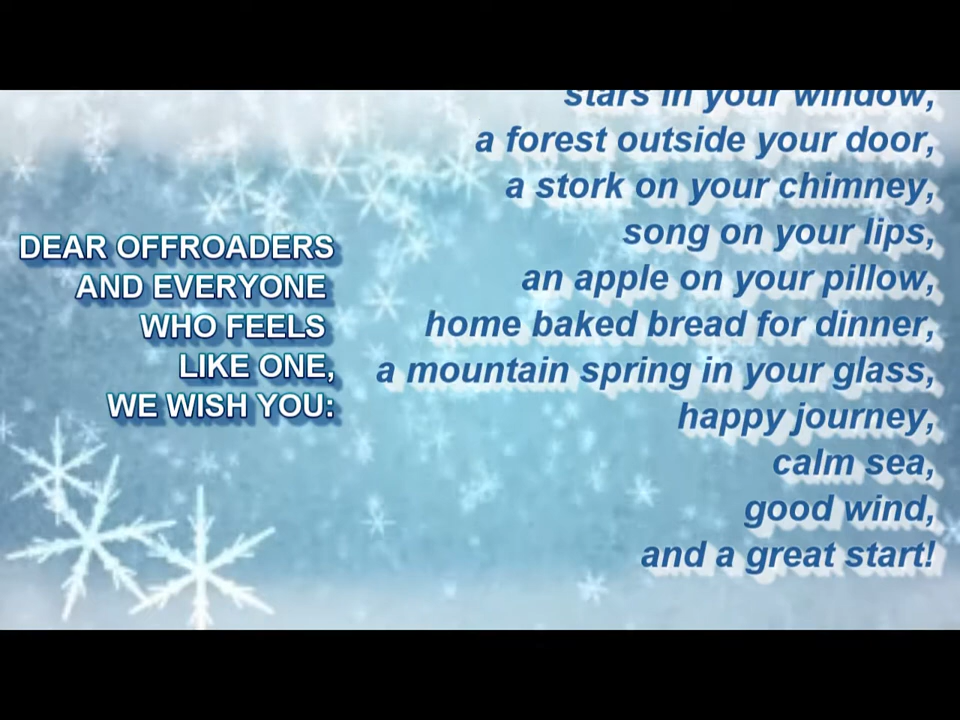 DEAR OFFROADERS
AND EVERYONE
WHO FEELS
LIKE ONE,
WE WISH YOU:
stars in your window,
a forest outside your door,
a stork on your chimney,
song on your lips,
an apple on your pillow,
home baked bread for dinner,
a mountain spring in your glass,
happy journey,
calm sea,
good wind,
and a great start!